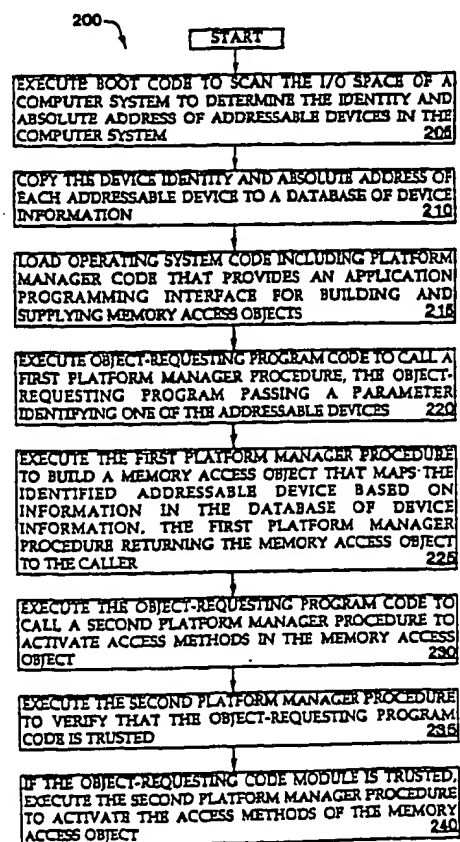 200
START
EXECUTE BOOT CODE TO SCAN THE I/O SPACE OF A
COMPUTER SYSTEM TO DETERMINE THE IDENTITY AND
ABSOLUTE ADDRESS OF ADDRESSABLE DEVICES IN THE
COMPUTER SYSTEM 205
COPY THE DEVICE IDENTITY AND ABSOLUTE ADDRESS OF
EACH ADDRESSABLE DEVICE TO A DATABASE OF DEVICE
INFORMATION 210
LOAD OPERATING SYSTEM CODE INCLUDING PLATFORM
MANAGER CODE THAT PROVIDES AN APPLICATION
PROGRAMMING INTERFACE FOR BUILDING AND
SUPPLYING MEMORY ACCESS OBJECTS 215
EXECUTE OBJECT-REQUESTING PROGRAM CODE TO CALL A
FIRST PLATFORM MANAGER PROCEDURE, THE OBJECT-
REQUESTING PROGRAM PASSING A PARAMETER
IDENTIFYING ONE OF THE ADDRESSABLE DEVICES 220
EXECUTE THE FIRST PLATFORM MANAGER PROCEDURE
TO BUILD A MEMORY ACCESS OBJECT THAT MAPS THE
IDENTIFIED ADDRESSABLE DEVICE BASED ON
INFORMATION IN THE DATABASE OF DEVICE
INFORMATION, THE FIRST PLATFORM MANAGER
PROCEDURE RETURNING THE MEMORY ACCESS OBJECT
TO THE CALLER 225
EXECUTE THE OBJECT-REQUESTING PROGRAM CODE TO
CALL A SECOND PLATFORM MANAGER PROCEDURE TO
ACTIVATE ACCESS METHODS IN THE MEMORY ACCESS
OBJECT 230
EXECUTE THE SECOND PLATFORM MANAGER PROCEDURE
TO VERIFY THAT THE OBJECT-REQUESTING PROGRAM
CODE IS TRUSTED 235
IF THE OBJECT-REQUESTING CODE MODULE IS TRUSTED,
EXECUTE THE SECOND PLATFORM MANAGER PROCEDURE
TO ACTIVATE THE ACCESS METHODS OF THE MEMORY
ACCESS OBJECT 240